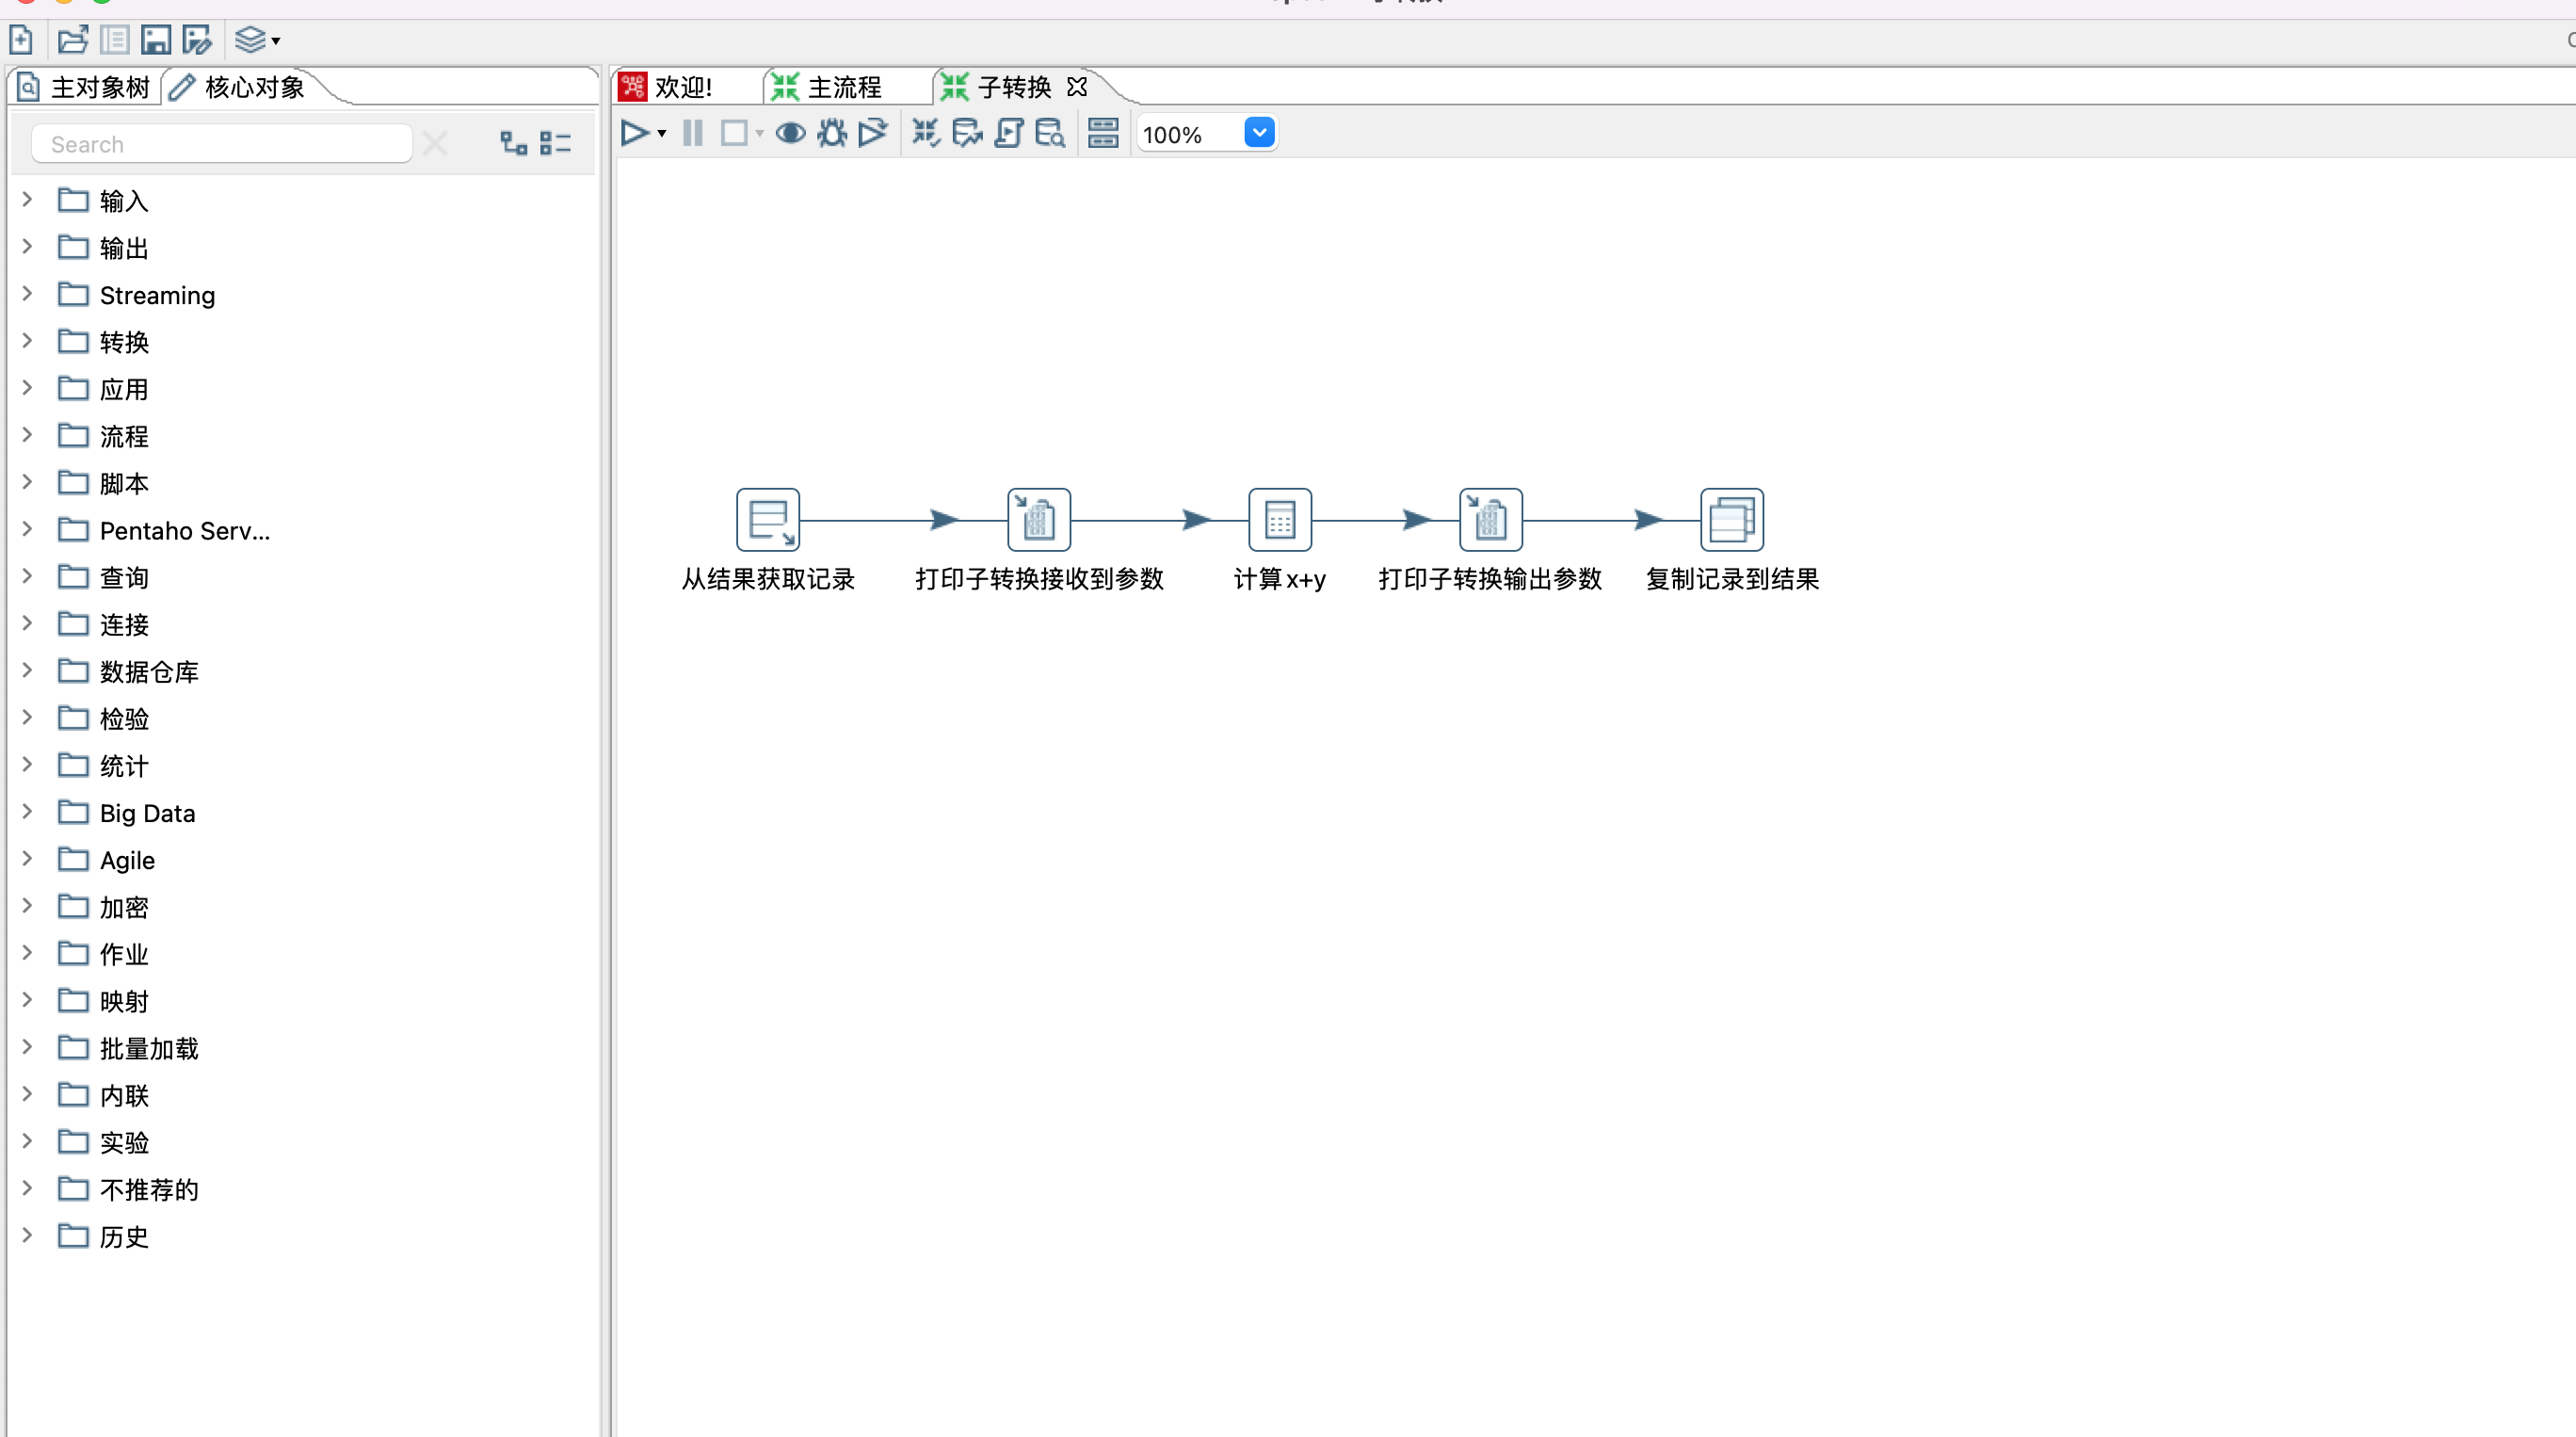 主对象树
核心对象
欢迎!
主流程
子转换
Search
100%
输入
输出
Streaming
转换
应用
流程
脚本
Pentaho Serv...
查询
连接
数据仓库
检验
统计
Big Data
Agile
加密
作业
映射
批量加载
内联
实验
不推荐的
历史
从结果获取记录
打印子转换接收到参数
计算x+y
打印子转换输出参数
复制记录到结果